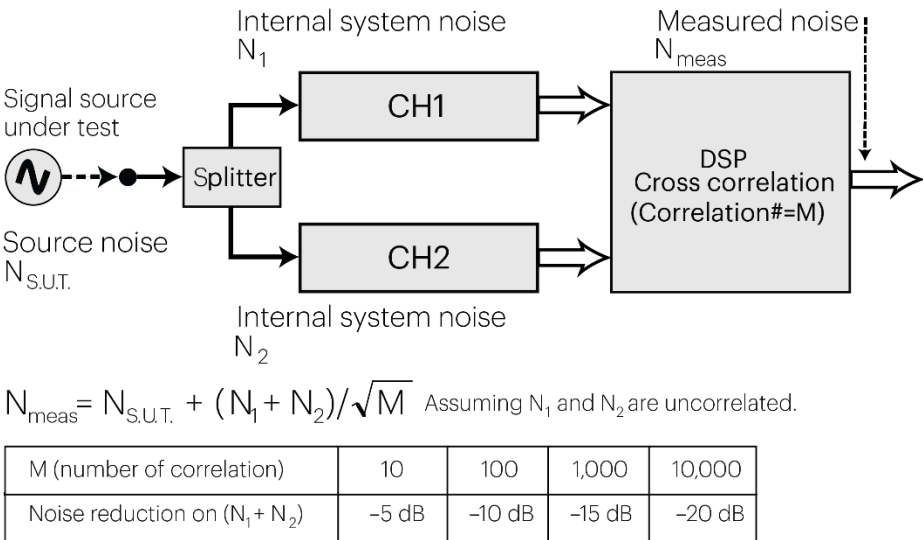 Internal system noise
N1
Measured noise
Nmeas
Signal source
under test
CH1
Splitter
DSP
Cross correlation
(Correlation#=M)
Source noise
NS.U.T.
CH2
Internal system noise
N2
Nmeas= NS.U.T. + (N1+ N2)/√M Assuming N1 and N2 are uncorrelated.
M (number of correlation) 10 100 1,000 10,000
Noise reduction on (N1+ N2) –5 dB –10 dB –15 dB –20 dB